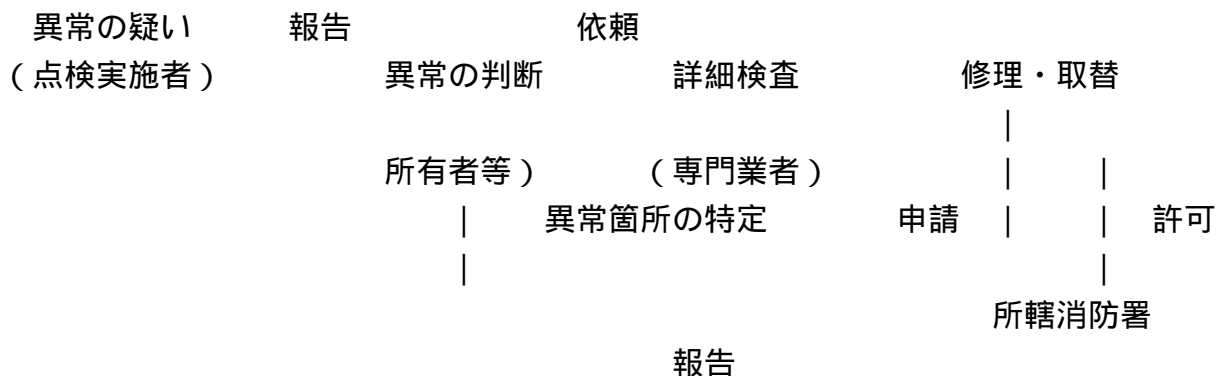 異常の疑い 報告 依頼
(点検実施者) 異常の判断 詳細検査 修理・取替
所有者等) (専門業者)
異常箇所の特定 申請 許可
所轄消防署
報告